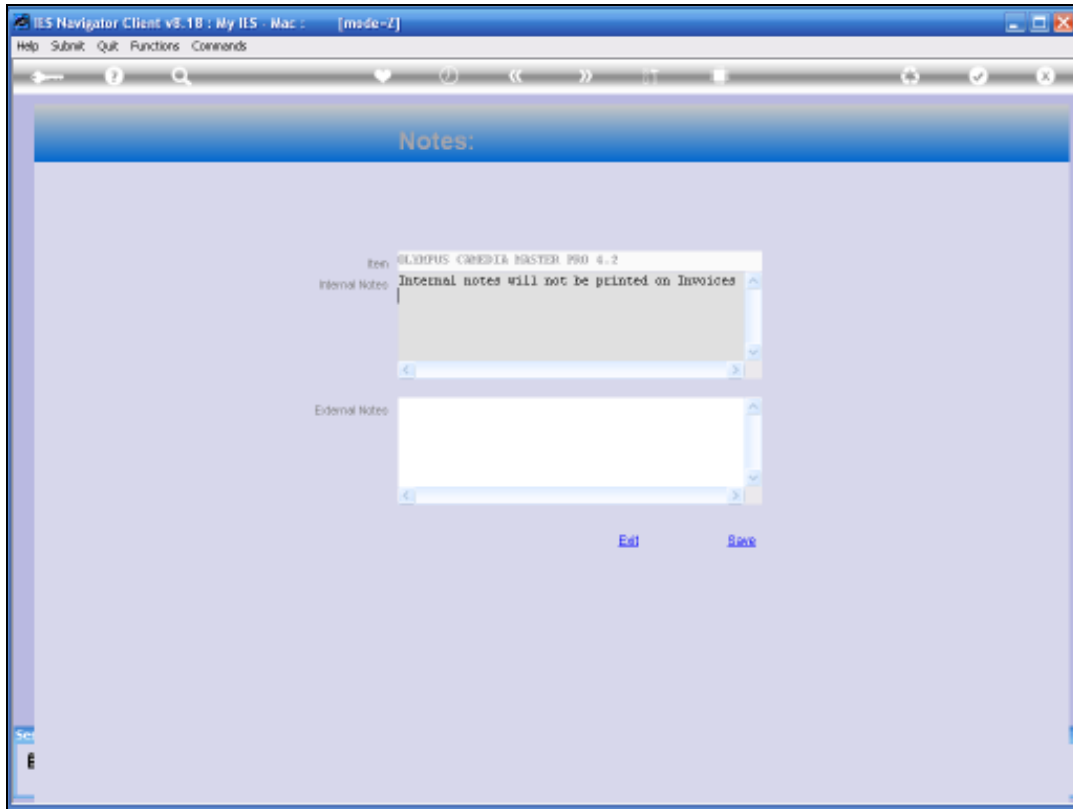 IES Navigator Client v8.1B : My IES - Mac : [mode=Z]
Help Submit Quit Functions Commands
Notes:
Item OLYMPUS CAMEDIA MASTER PRO 4.2
Internal Notes Internal notes will not be printed on Invoices
External Notes
Exit Save